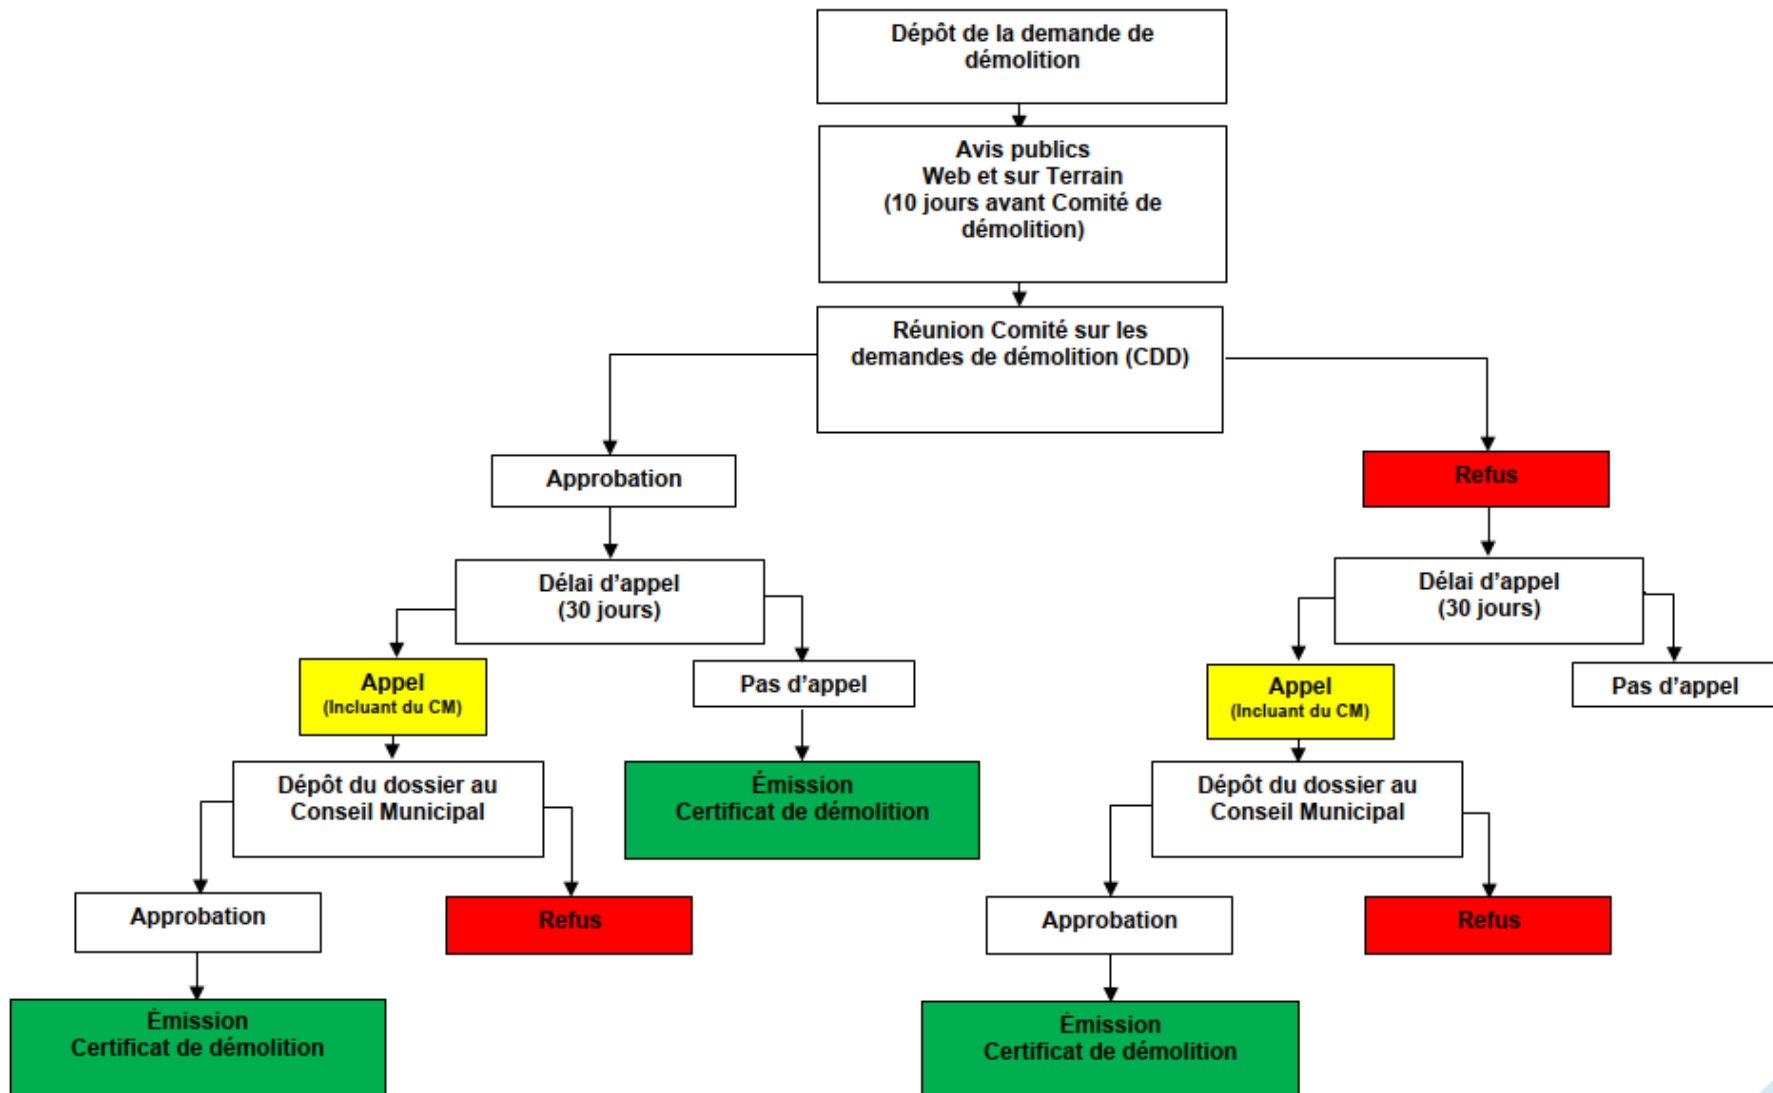 Dépôt de la demande de
démolition
Avis publics
Web et sur Terrain
(10 jours avant Comité de
démolition)
Réunion Comité sur les
demandes de démolition (CDD)
Approbation
Refus
Délai d'appel
(30 jours)
Délai d'appel
(30 jours)
Appel
(Incluant du CM)
Pas d'appel
Appel
(Incluant du CM)
Pas d'appel
Dépôt du dossier au
Conseil Municipal
Émission
Certificat de démolition
Dépôt du dossier au
Conseil Municipal
Approbation
Refus
Approbation
Refus
Émission
Certificat de démolition
Émission
Certificat de démolition